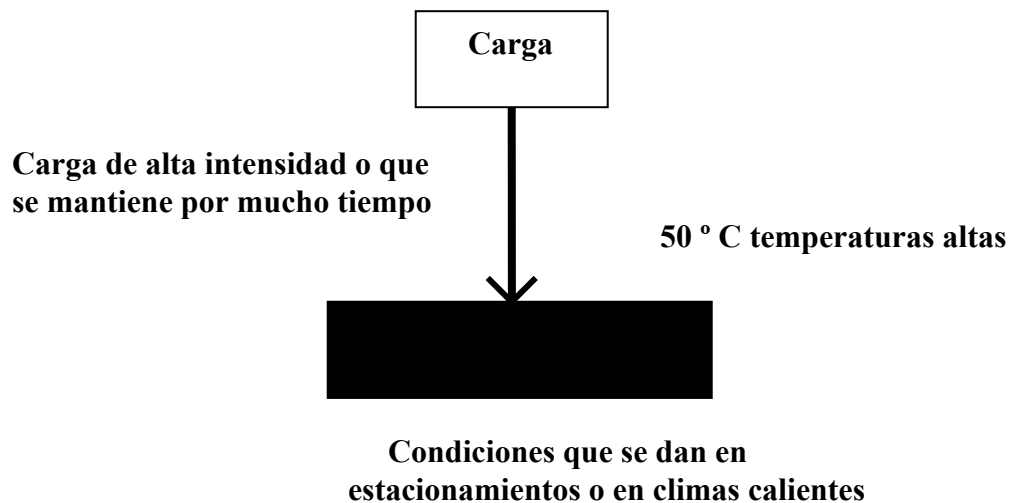 Carga
Carga de alta intensidad o que
se mantiene por mucho tiempo
50 º C temperaturas altas
Condiciones que se dan en
estacionamientos o en climas calientes